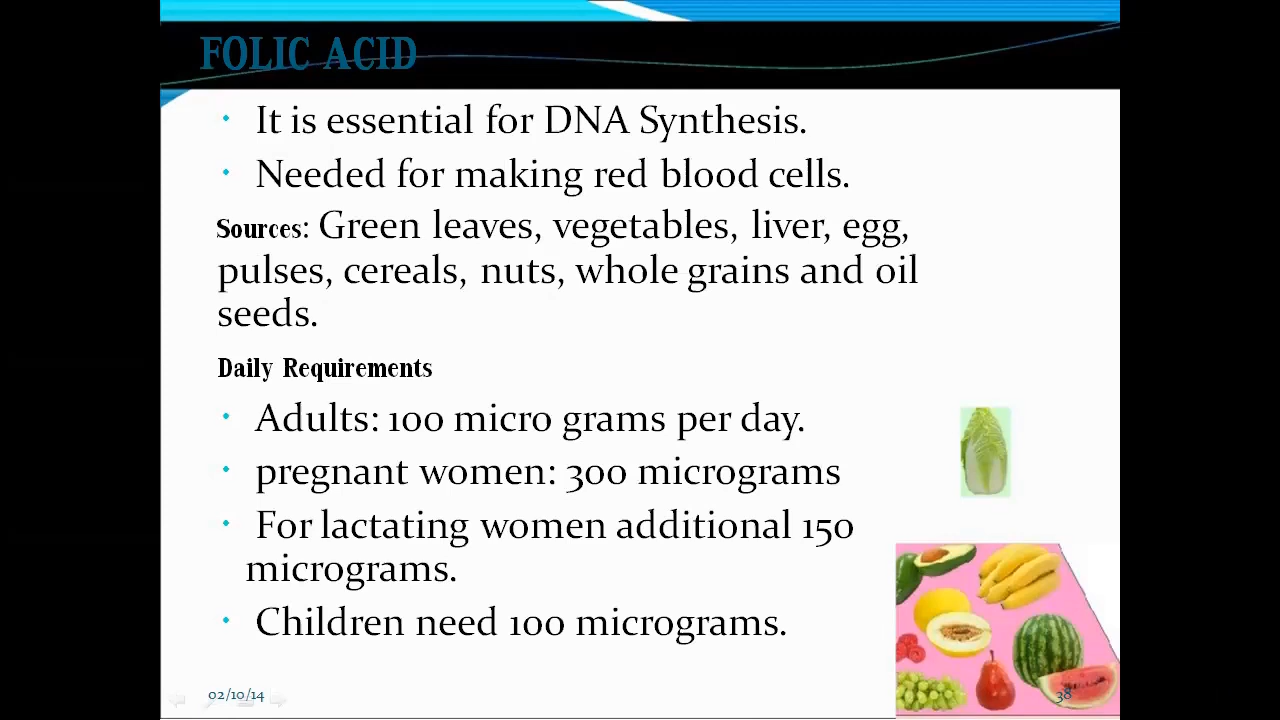 FOLIC ACID
• It is essential for DNA Synthesis.
• Needed for making red blood cells.
Sources: Green leaves, vegetables, liver, egg,
pulses, cereals, nuts, whole grains and oil
seeds.
Daily Requirements
• Adults: 100 micro grams per day.
• pregnant women: 300 micrograms
• For lactating women additional 150
micrograms.
• Children need 100 micrograms.
02/10/14
38